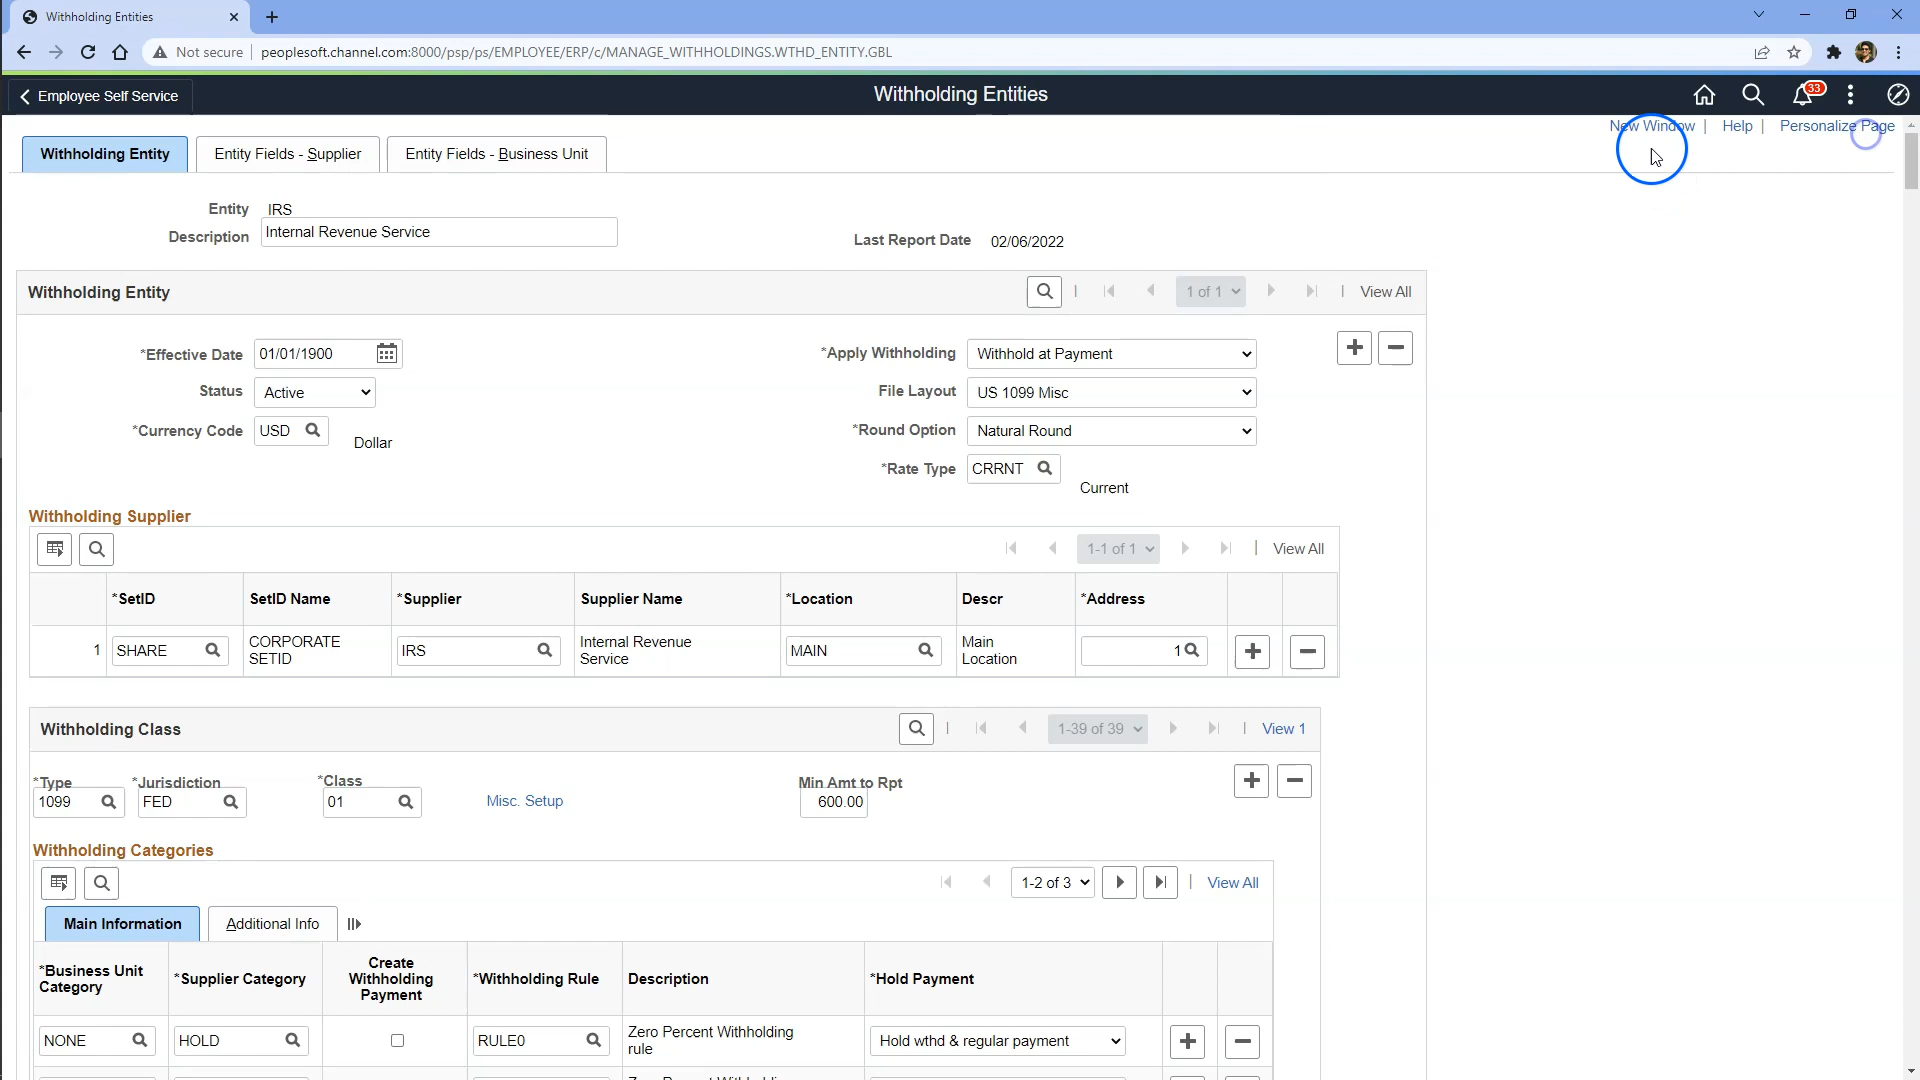 Withholding Entities
Not secure peoplesoft.channel.com:8000/psp/ps/EMPLOYEE/ERP/c/MANAGE_WITHHOLDINGS.WTHD_ENTITY.GBL
Employee Self Service Withholding Entities 33
New Window | Help | Personalize Page
Withholding Entity Entity Fields - Supplier Entity Fields - Business Unit
Entity IRS
Description Internal Revenue Service Last Report Date 02/06/2022
Withholding Entity | 1 of 1 | View All
*Effective Date 01/01/1900 *Apply Withholding Withhold at Payment
Status Active File Layout US 1099 Misc
*Currency Code USD Dollar *Round Option Natural Round
*Rate Type CRRNT Current
Withholding Supplier
1-1 of 1 | View All
*SetID SetID Name *Supplier Supplier Name *Location Descr *Address
1 SHARE CORPORATE SETID IRS Internal Revenue Service MAIN Main Location 1
Withholding Class | 1-39 of 39 | View 1
*Type *Jurisdiction *Class Min Amt to Rpt
1099 FED 01 Misc. Setup 600.00
Withholding Categories
1-2 of 3 | View All
Main Information Additional Info
*Business Unit Category *Supplier Category Create Withholding Payment *Withholding Rule Description *Hold Payment
NONE HOLD RULE0 Zero Percent Withholding rule Hold wthd & regular payment